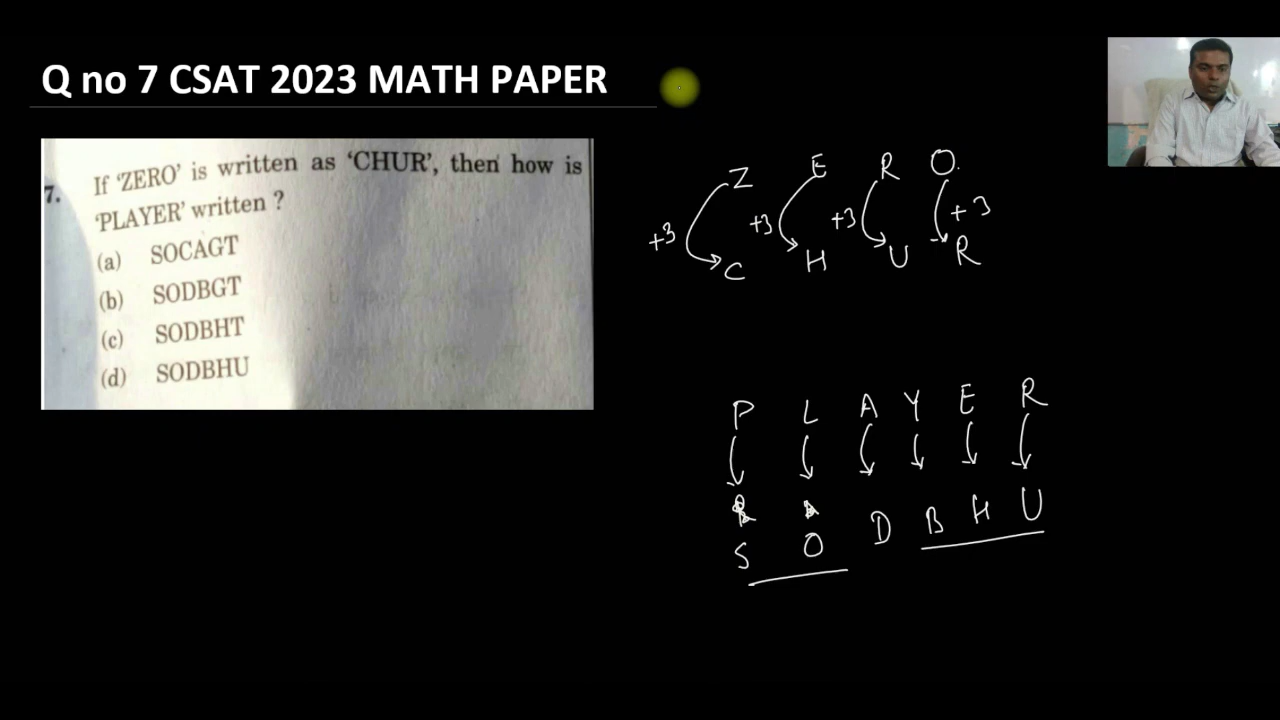 Q no 7 CSAT 2023 MATH PAPER
7. If 'ZERO' is written as 'CHUR', then how is
'PLAYER' written ?
(a) SOCAGT
(b) SODBGT
(c) SODBHT
(d) SODBHU
Z E R O.
+3 +3 +3 +3
C H U R
P L A Y E R
S O D B H U